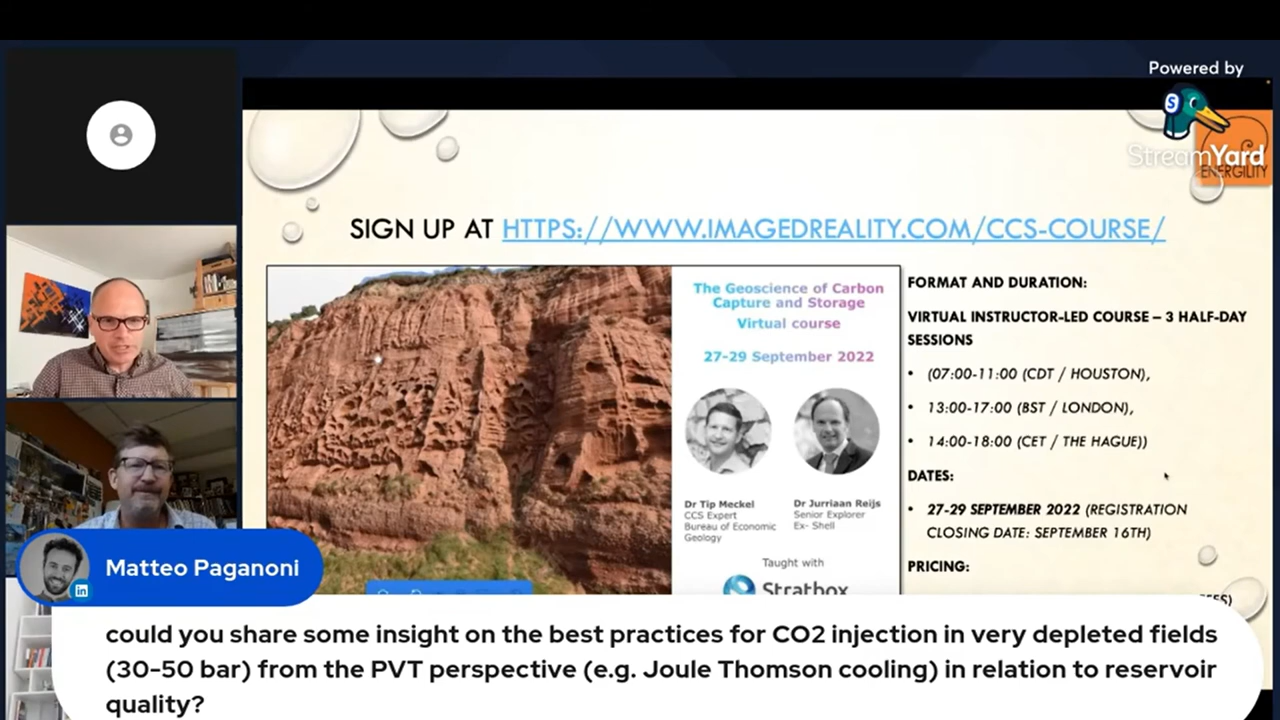 Powered by
S
StreamYard
ENERGILITY
SIGN UP AT HTTPS://WWW.IMAGEDREALITY.COM/CCS-COURSE/
The Geoscience of Carbon
Capture and Storage
Virtual course
27-29 September 2022
Dr Tip Meckel
CCS Expert
Bureau of Economic
Geology
Dr Jurriaan Reijs
Senior Explorer
Ex- Shell
Taught with
Stratbox
FORMAT AND DURATION:
VIRTUAL INSTRUCTOR-LED COURSE – 3 HALF-DAY
SESSIONS
• (07:00-11:00 (CDT / HOUSTON),
• 13:00-17:00 (BST / LONDON),
• 14:00-18:00 (CET / THE HAGUE))
DATES:
• 27-29 SEPTEMBER 2022 (REGISTRATION
CLOSING DATE: SEPTEMBER 16TH)
PRICING:
Matteo Paganoni
in
could you share some insight on the best practices for CO2 injection in very depleted fields
(30-50 bar) from the PVT perspective (e.g. Joule Thomson cooling) in relation to reservoir
quality?